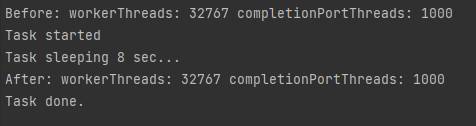 Before: workerThreads: 32767 completionPortThreads: 1000
Task started
Task sleeping 8 sec...
After: workerThreads: 32767 completionPortThreads: 1000
Task done.